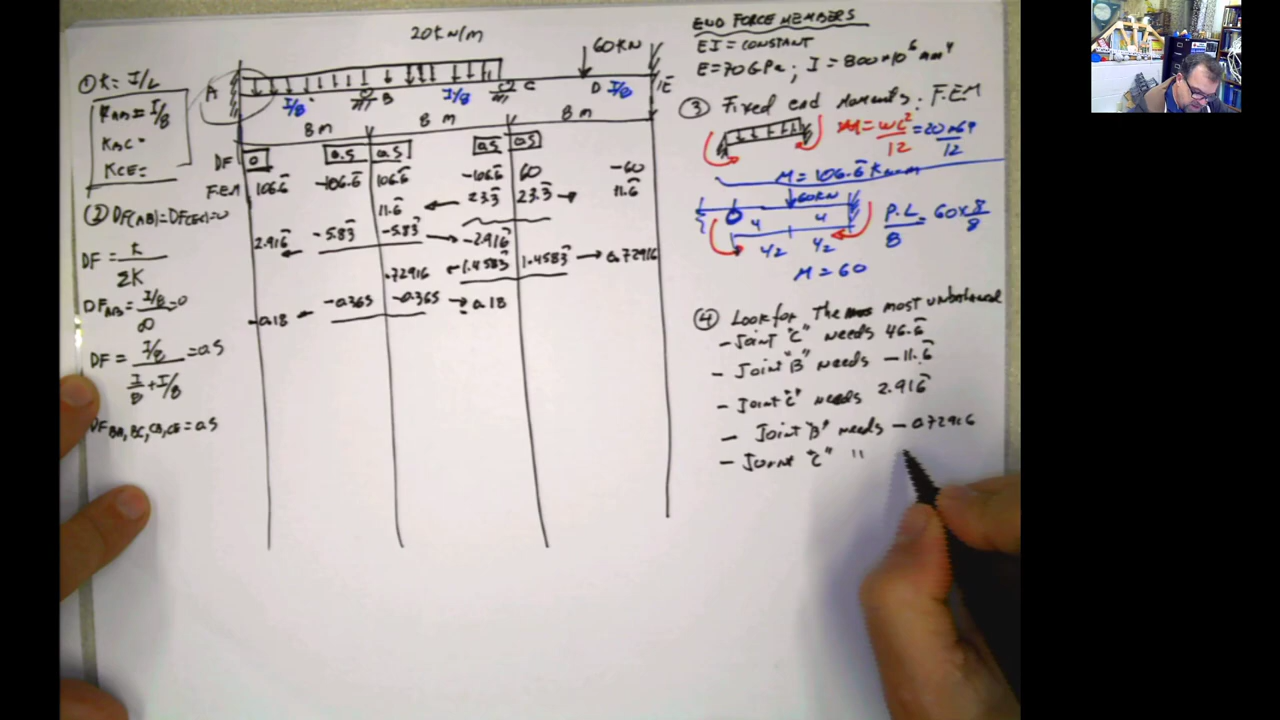 20KN/m
60KN
① K = I/L
KAB = I/8
KBC =
KCE =
A
B
C
D
E
I/8
I/8
I/8
8 m
8 m
8 m
DF
0
0.5
0.5
0.5
0.5
F.E.M
106.6
-106.6
106.6
-106.6
60
-60
11.6
23.3
23.3
11.6
2.916
-5.83
-5.83
-2.916
.72916
1.4583
1.4583
0.72916
-0.18
-0.365
-0.365
0.18
② DF(AB)=DF(EC)=0
DF = K
ΣK
DFAB = I/8 = 0
∞
DF = I/8 = 0.5
I/8 + I/8
DF BA, BC, CB, CE = 0.5
END FORCE MEMBERS
EI = CONSTANT
E = 70 GPa ; I = 800×10⁶ mm⁴
③ Fixed end Moments: F.E.M
M = WL² = 20×64
12 12
M = 106.6 KN.m
60KN
4 4
L/2 L/2
P.L = 60×8
8 8
M = 60
④ Look for the most unbalanced
- Joint "C" needs 46.6
- Joint "B" needs -11.6
- Joint "C" needs 2.916
- Joint "B" needs -0.72916
- Joint "C" "